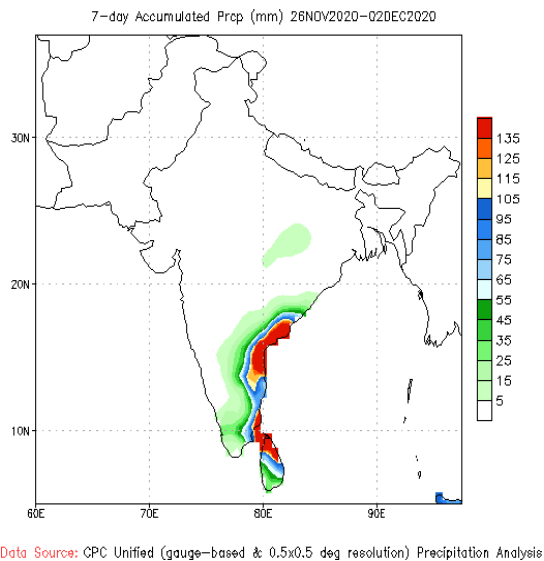 7-day Accumulated Prcp (mm) 26NOV2020-02DEC2020
30N
20N
10N
60E 70E 80E 90E
135
125
115
105
95
85
75
65
55
45
35
25
15
5
Data Source: CPC Unified (gauge-based & 0.5x0.5 deg resolution) Precipitation Analysis